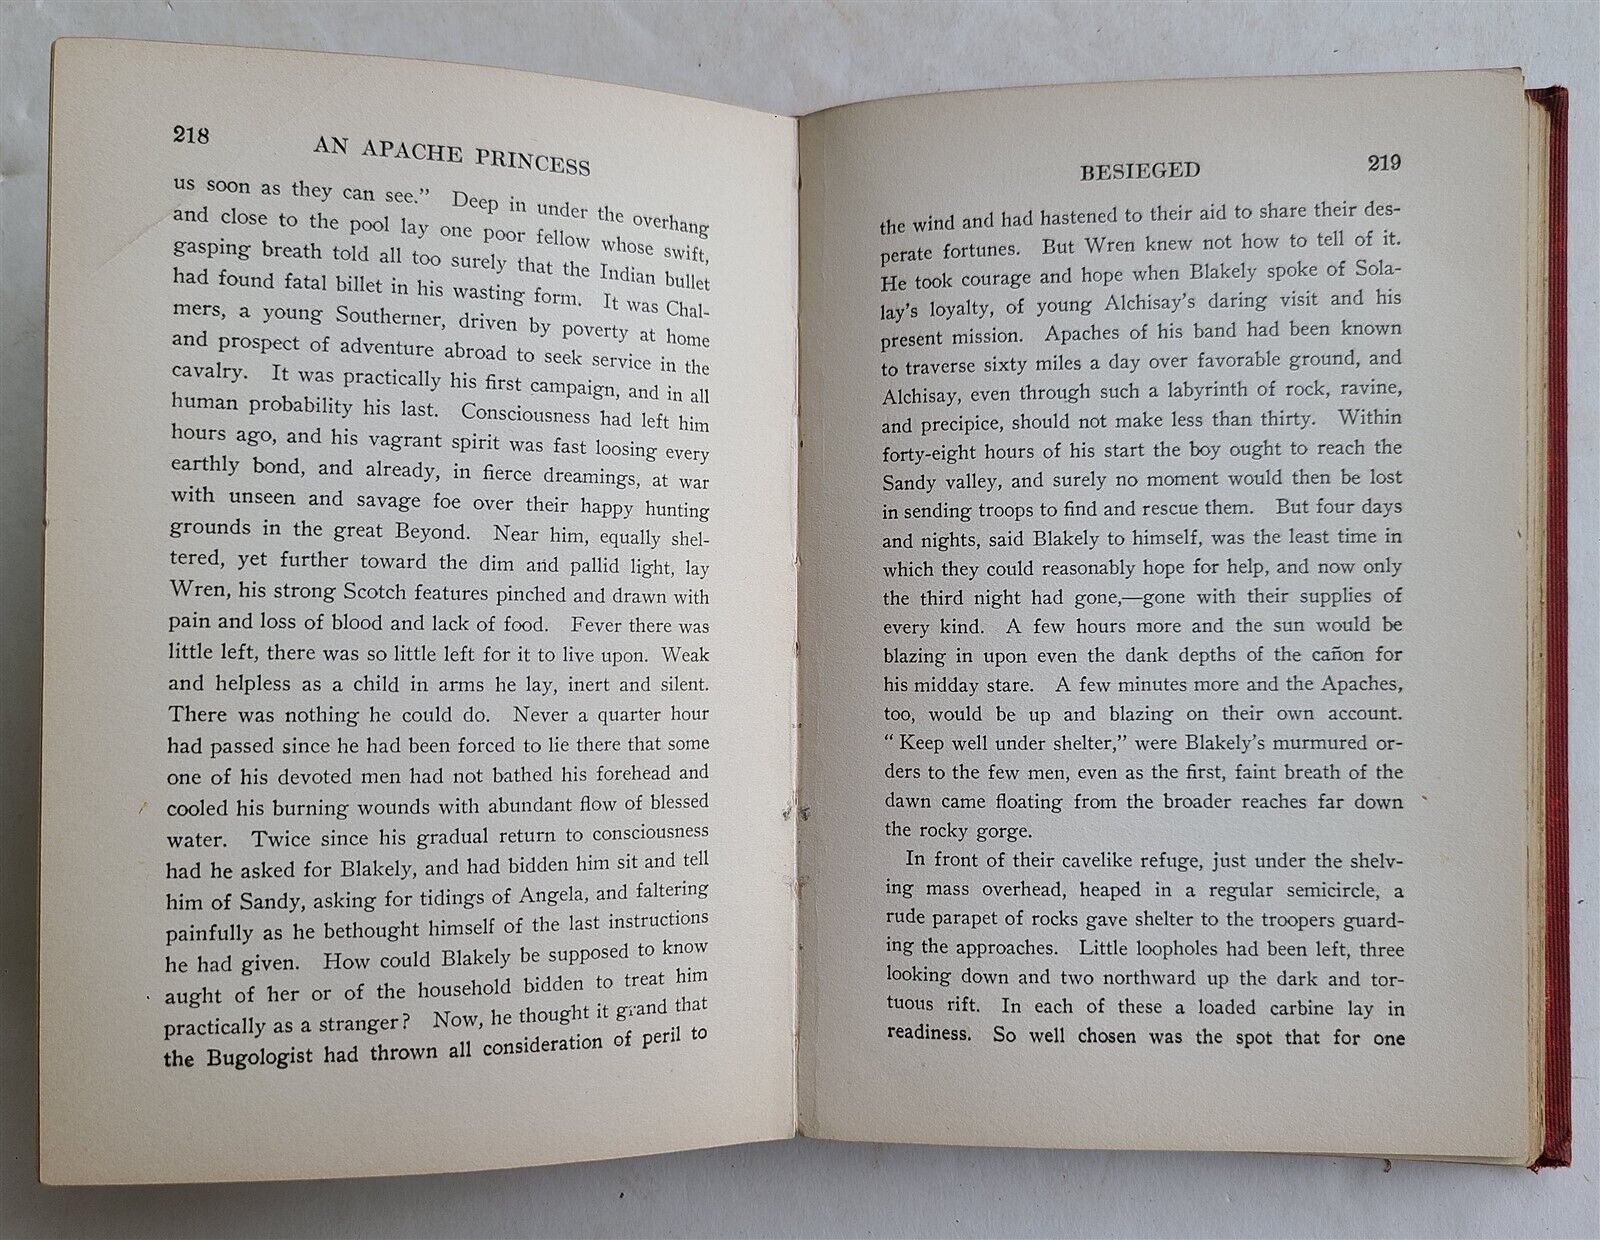 218
AN APACHE PRINCESS
us soon as they can see.” Deep in under the overhang
and close to the pool lay one poor fellow whose swift,
gasping breath told all too surely that the Indian bullet
had found fatal billet in his wasting form. It was Chal-
mers, a young Southerner, driven by poverty at home
and prospect of adventure abroad to seek service in the
cavalry. It was practically his first campaign, and in all
human probability his last. Consciousness had left him
hours ago, and his vagrant spirit was fast loosing every
earthly bond, and already, in fierce dreamings, at war
with unseen and savage foe over their happy hunting
grounds in the great Beyond. Near him, equally shel-
tered, yet further toward the dim and pallid light, lay
Wren, his strong Scotch features pinched and drawn with
pain and loss of blood and lack of food. Fever there was
little left, there was so little left for it to live upon. Weak
and helpless as a child in arms he lay, inert and silent.
There was nothing he could do. Never a quarter hour
had passed since he had been forced to lie there that some
one of his devoted men had not bathed his forehead and
cooled his burning wounds with abundant flow of blessed
water. Twice since his gradual return to consciousness
had he asked for Blakely, and had bidden him sit and tell
him of Sandy, asking for tidings of Angela, and faltering
painfully as he bethought himself of the last instructions
he had given. How could Blakely be supposed to know
aught of her or of the household bidden to treat him
practically as a stranger? Now, he thought it grand that
the Bugologist had thrown all consideration of peril to
BESIEGED
219
the wind and had hastened to their aid to share their des-
perate fortunes. But Wren knew not how to tell of it.
He took courage and hope when Blakely spoke of Sola-
lay’s loyalty, of young Alchisay’s daring visit and his
present mission. Apaches of his band had been known
to traverse sixty miles a day over favorable ground, and
Alchisay, even through such a labyrinth of rock, ravine,
and precipice, should not make less than thirty. Within
forty-eight hours of his start the boy ought to reach the
Sandy valley, and surely no moment would then be lost
in sending troops to find and rescue them. But four days
and nights, said Blakely to himself, was the least time in
which they could reasonably hope for help, and now only
the third night had gone,—gone with their supplies of
every kind. A few hours more and the sun would be
blazing in upon even the dank depths of the cañon for
his midday stare. A few minutes more and the Apaches,
too, would be up and blazing on their own account.
“Keep well under shelter,” were Blakely’s murmured or-
ders to the few men, even as the first, faint breath of the
dawn came floating from the broader reaches far down
the rocky gorge.
In front of their cavelike refuge, just under the shelv-
ing mass overhead, heaped in a regular semicircle, a
rude parapet of rocks gave shelter to the troopers guard-
ing the approaches. Little loopholes had been left, three
looking down and two northward up the dark and tor-
tuous rift. In each of these a loaded carbine lay in
readiness. So well chosen was the spot that for one